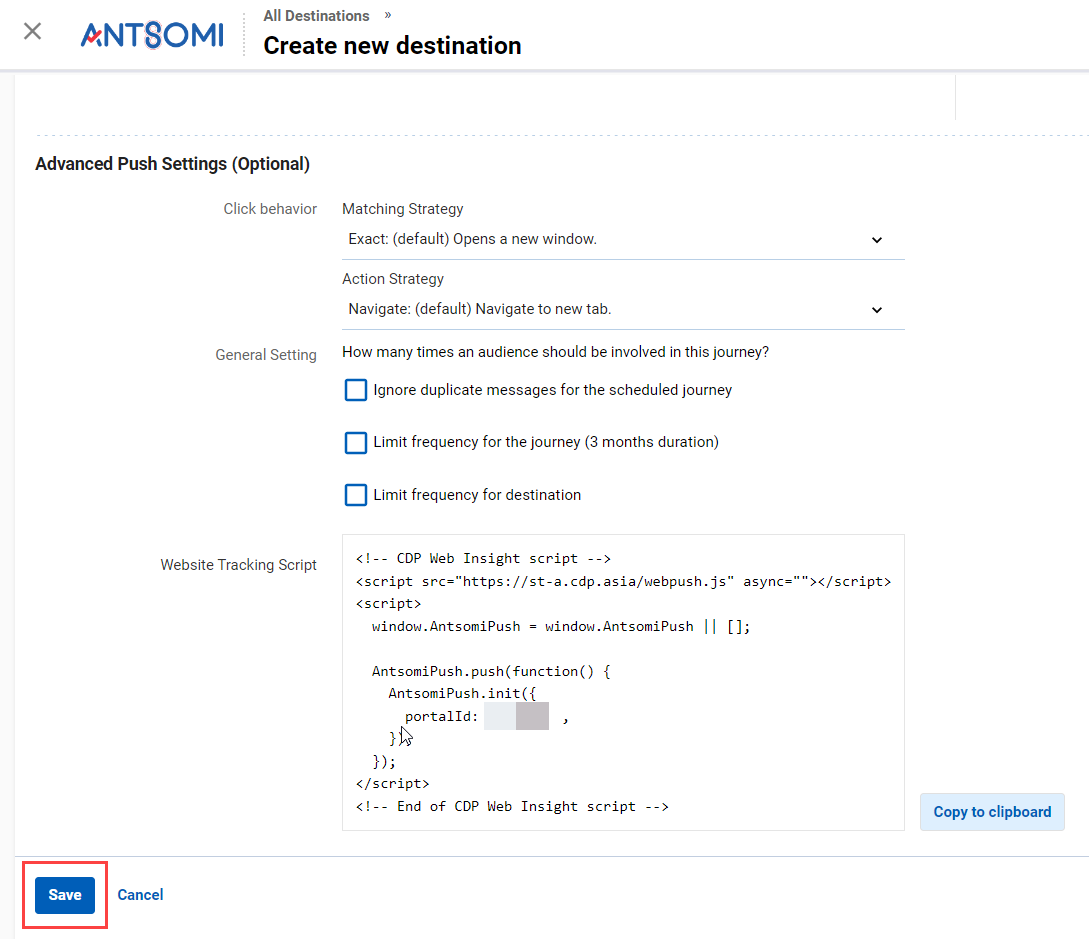 ANTSOMI
All Destinations »
Create new destination
Advanced Push Settings (Optional)
Click behavior
Matching Strategy
Exact: (default) Opens a new window.
Action Strategy
Navigate: (default) Navigate to new tab.
General Setting
How many times an audience should be involved in this journey?
Ignore duplicate messages for the scheduled journey
Limit frequency for the journey (3 months duration)
Limit frequency for destination
Website Tracking Script
<!-- CDP Web Insight script -->
<script src="https://st-a.cdp.asia/webpush.js" async=""></script>
<script>
window.AntsomiPush = window.AntsomiPush || [];
AntsomiPush.push(function() {
AntsomiPush.init({
portalId: ,
}
});
</script>
<!-- End of CDP Web Insight script -->
Copy to clipboard
Save Cancel